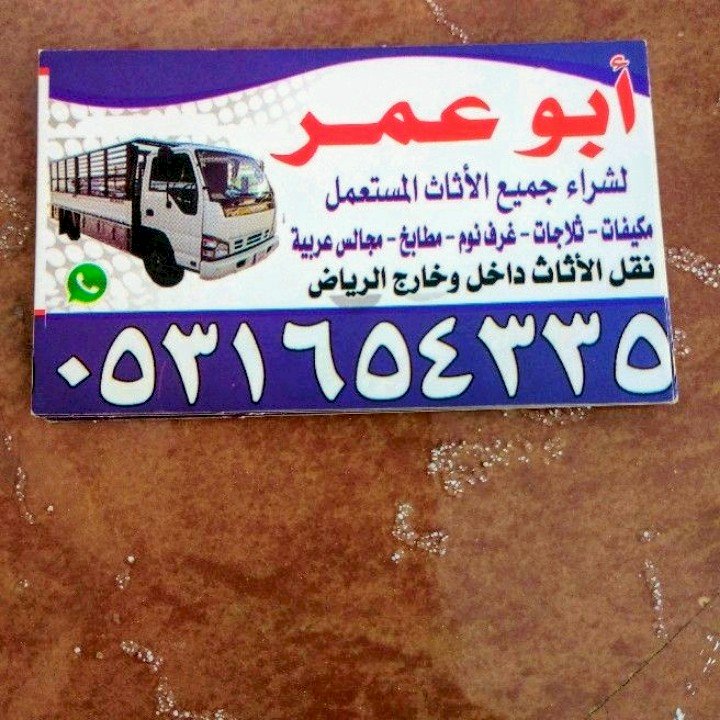 أبو عمر
لشراء جميع الأثاث المستعمل
مكيفات - ثلاجات - غرف نوم - مطابخ - مجالس عربية
نقل الأثاث داخل وخارج الرياض
٠٥٣١٦٥٤٣٣٥